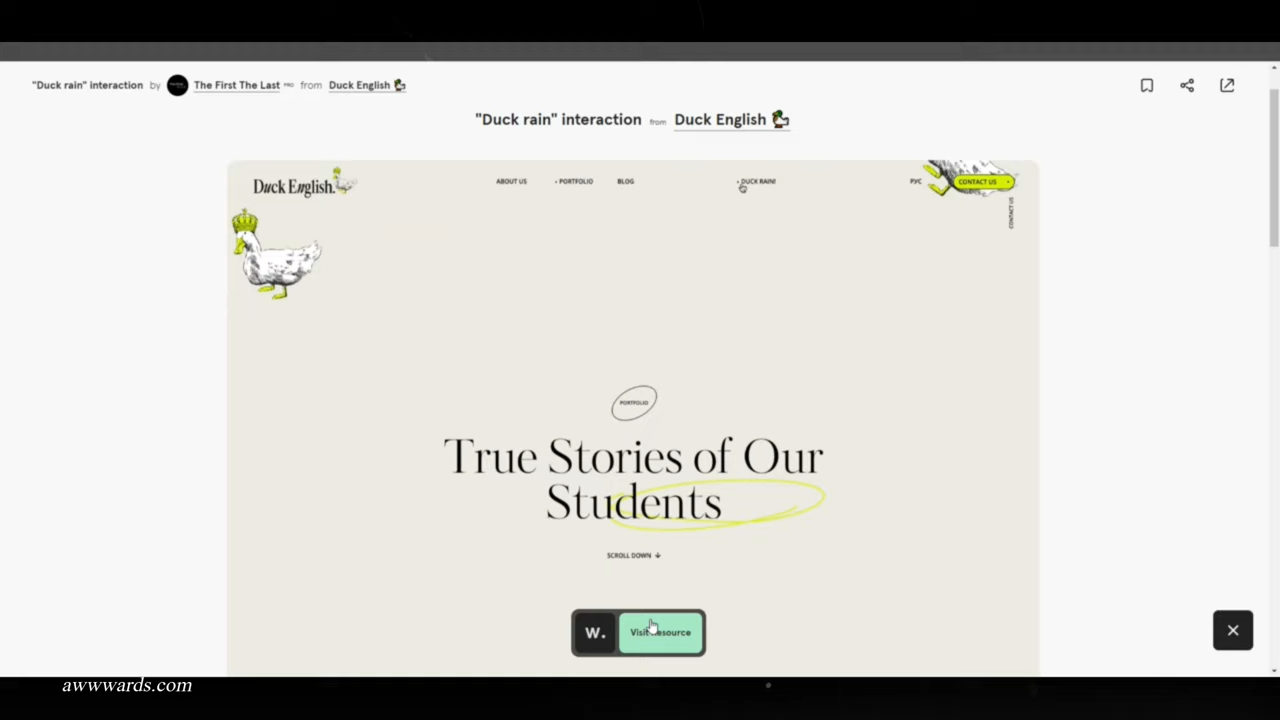 "Duck rain" interaction by The First The Last PRO from Duck English
"Duck rain" interaction from Duck English
Duck English.
ABOUT US
PORTFOLIO
BLOG
DUCK RAIN!
РУС
CONTACT US
CONTACT US
PORTFOLIO
True Stories of Our
Students
SCROLL DOWN ↓
W.
Visit Resource
awwwards.com